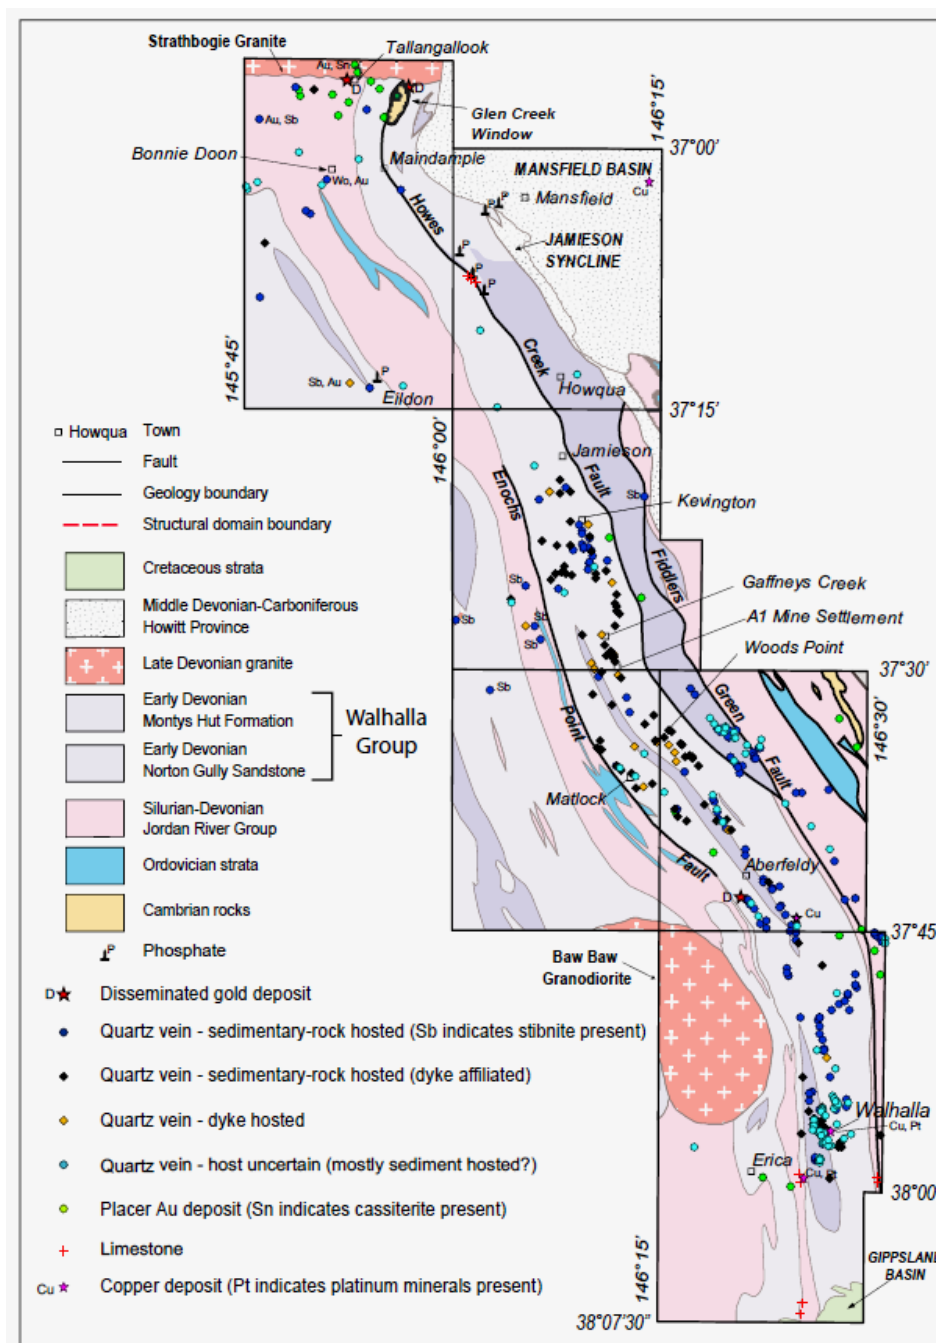 Strathbogie Granite
Tallangallook
Au, Sn
D
D
Glen Creek
Window
146°15'
37°00'
Au, Sb
Bonnie Doon
Maindample
MANSFIELD BASIN
Cu
Wo, Au
Mansfield
P
P
Howes
JAMIESON
SYNCLINE
P
P
P
145°45'
Creek
Sb, Au
P
Howqua
Eildon
37°15'
Howqua
Town
146°00'
Jamieson
Fault
Enochs
Fault
Sb
Geology boundary
Kevington
Structural domain boundary
Cretaceous strata
Fiddlers
Gaffneys Creek
Sb
Middle Devonian-Carboniferous
Howitt Province
A1 Mine Settlement
Sb
Sb
Woods Point
Late Devonian granite
37°30'
Sb
Sb
Early Devonian
Montys Hut Formation
Walhalla
Group
Green
146°30'
Point
Early Devonian
Norton Gully Sandstone
Fault
Matlock
Silurian-Devonian
Jordan River Group
Ordovician strata
Fault
Aberfeldy
Cambrian rocks
D
Cu
37°45'
P
Phosphate
Baw Baw
Granodiorite
D
Disseminated gold deposit
Quartz vein - sedimentary-rock hosted (Sb indicates stibnite present)
Quartz vein - sedimentary-rock hosted (dyke affiliated)
Quartz vein - dyke hosted
Walhalla
Cu, Pt
Quartz vein - host uncertain (mostly sediment hosted?)
Erica
Cu, Pt
38°00'
Placer Au deposit (Sn indicates cassiterite present)
Limestone
146°15'
GIPPSLAND
BASIN
Cu
Copper deposit (Pt indicates platinum minerals present)
38°07'30"